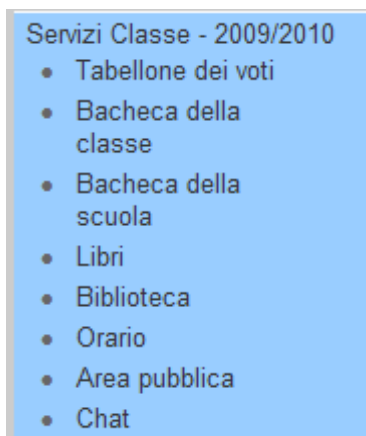 Servizi Classe - 2009/2010
• Tabellone dei voti
• Bacheca della
classe
• Bacheca della
scuola
• Libri
• Biblioteca
• Orario
• Area pubblica
• Chat